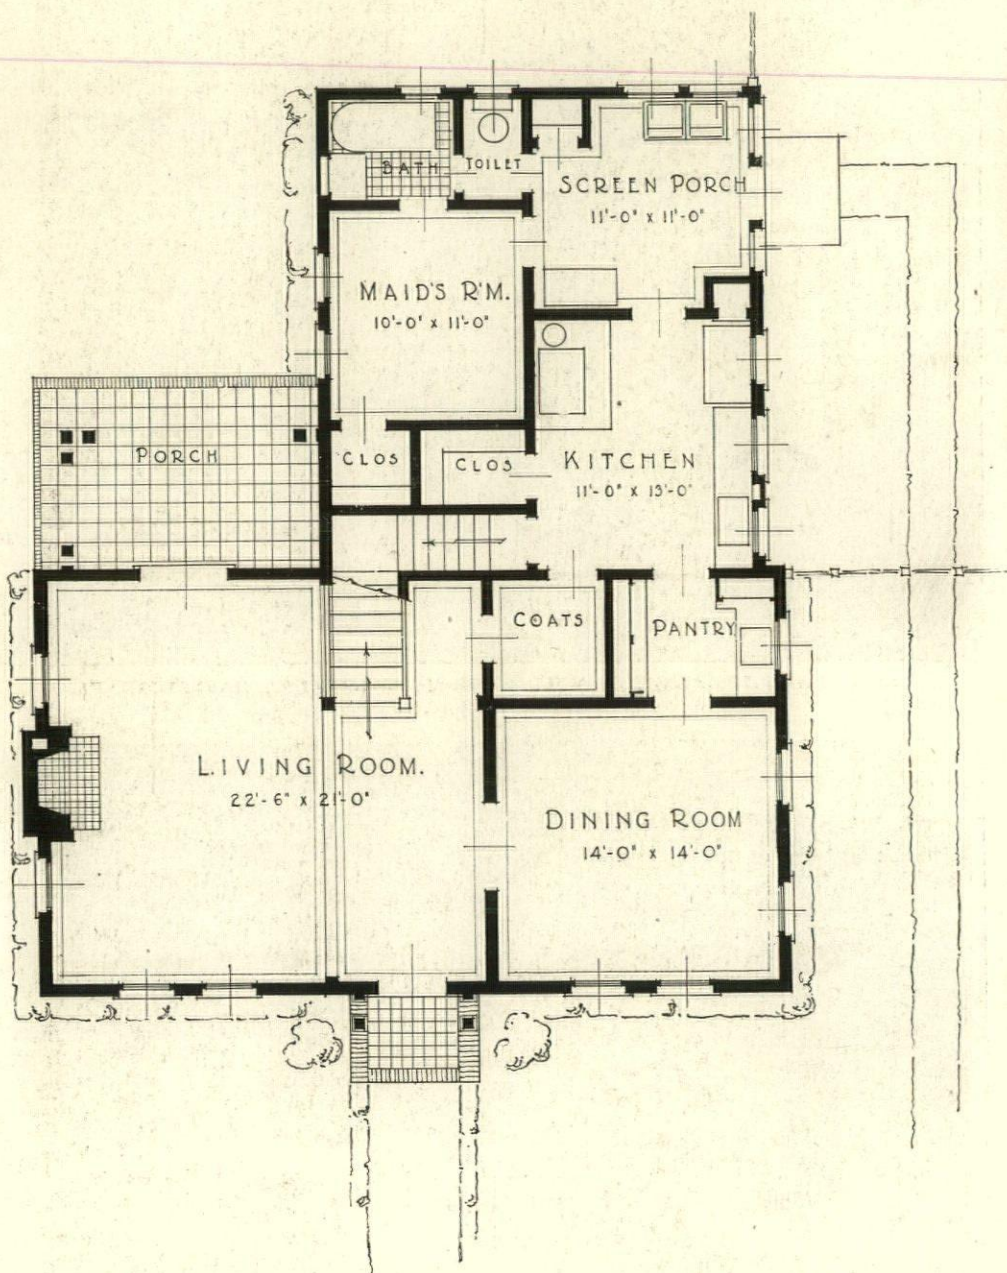 BATH
TOILET
SCREEN PORCH
11'-0" x 11'-0"
MAID'S R'M.
10'-0" x 11'-0"
PORCH
CLOS
CLOS
KITCHEN
11'-0" x 13'-0"
COATS
PANTRY
LIVING ROOM.
22'-6" x 21'-0"
DINING ROOM
14'-0" x 14'-0"